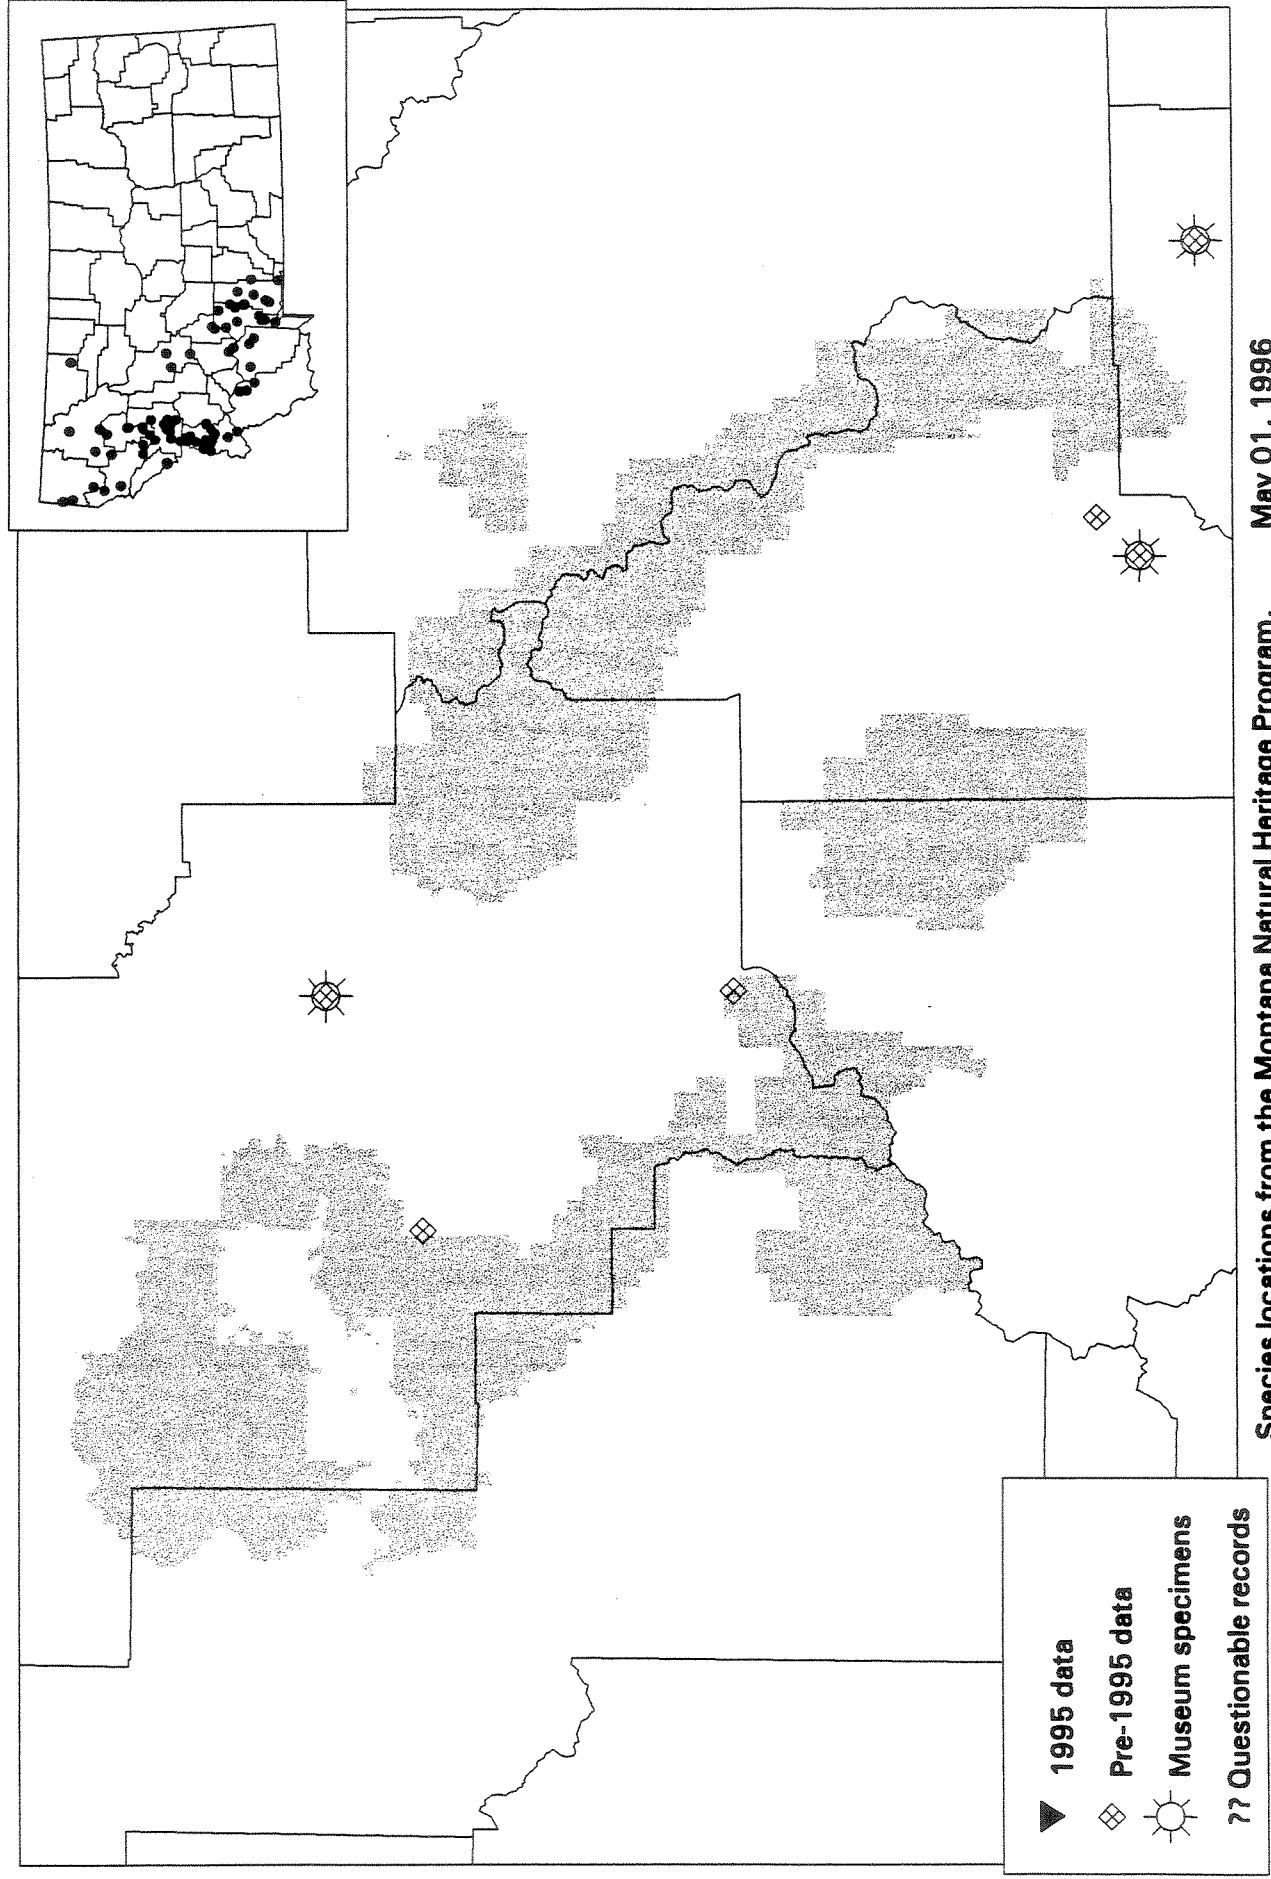 1995 data
Pre-1995 data
Museum specimens
?? Questionable records
Species locations from the Montana Natural Heritage Program. May 01, 1996